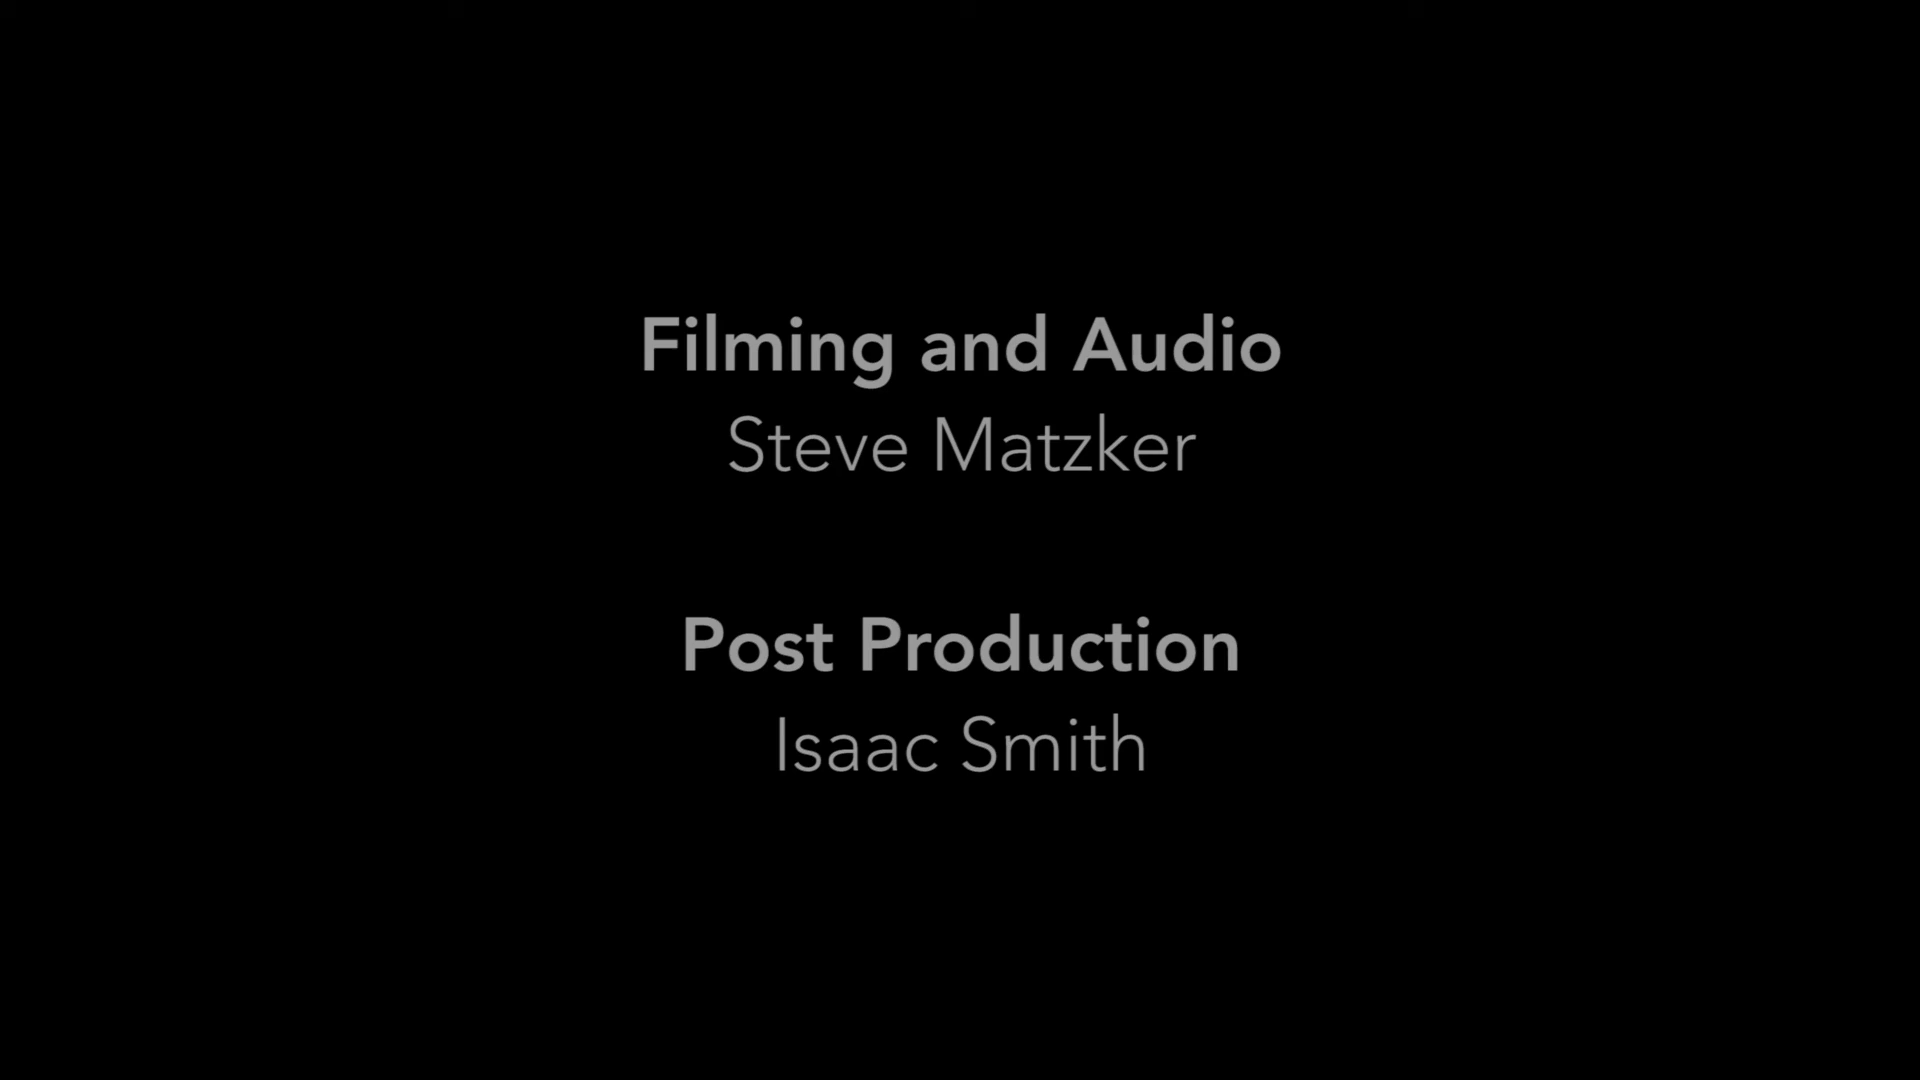 Filming and Audio
Steve Matzker
Post Production
Isaac Smith